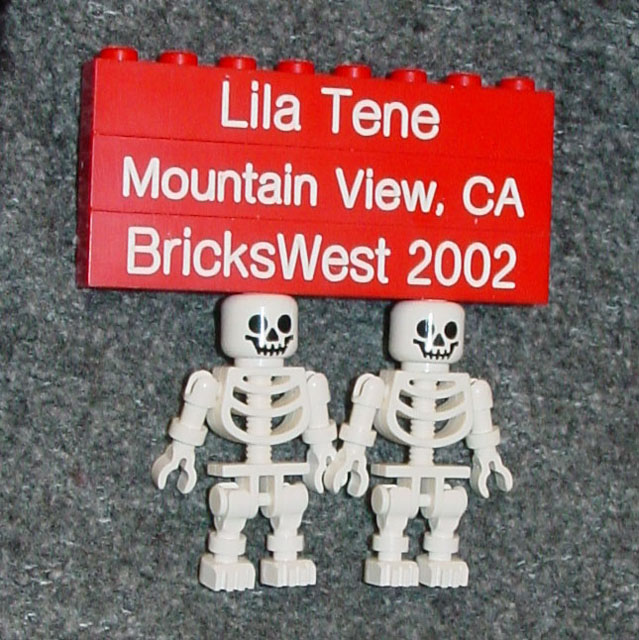 Lila Tene
Mountain View, CA
BricksWest 2002